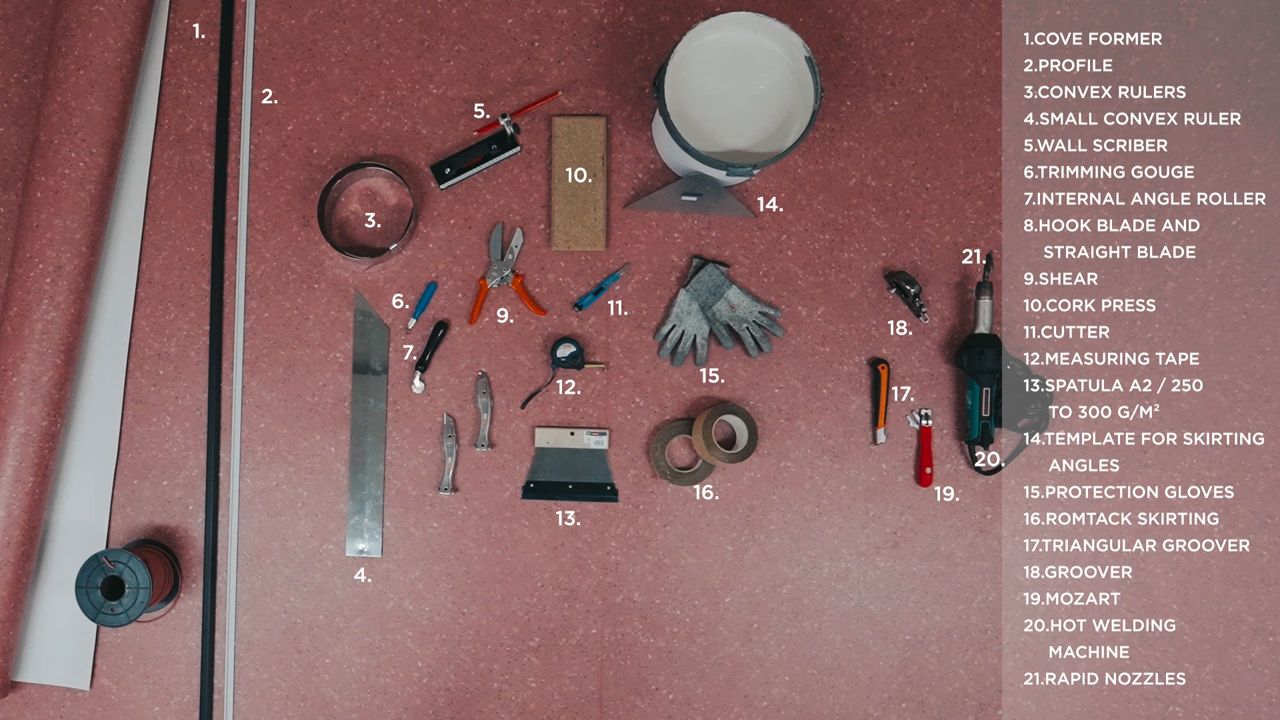 1.
2.
5.
10.
14.
3.
21.
6.
9.
11.
18.
7.
12.
15.
17.
16.
20.
19.
13.
4.
1.COVE FORMER
2.PROFILE
3.CONVEX RULERS
4.SMALL CONVEX RULER
5.WALL SCRIBER
6.TRIMMING GOUGE
7.INTERNAL ANGLE ROLLER
8.HOOK BLADE AND
STRAIGHT BLADE
9.SHEAR
10.CORK PRESS
11.CUTTER
12.MEASURING TAPE
13.SPATULA A2 / 250
TO 300 G/M²
14.TEMPLATE FOR SKIRTING
ANGLES
15.PROTECTION GLOVES
16.ROMTACK SKIRTING
17.TRIANGULAR GROOVER
18.GROOVER
19.MOZART
20.HOT WELDING
MACHINE
21.RAPID NOZZLES